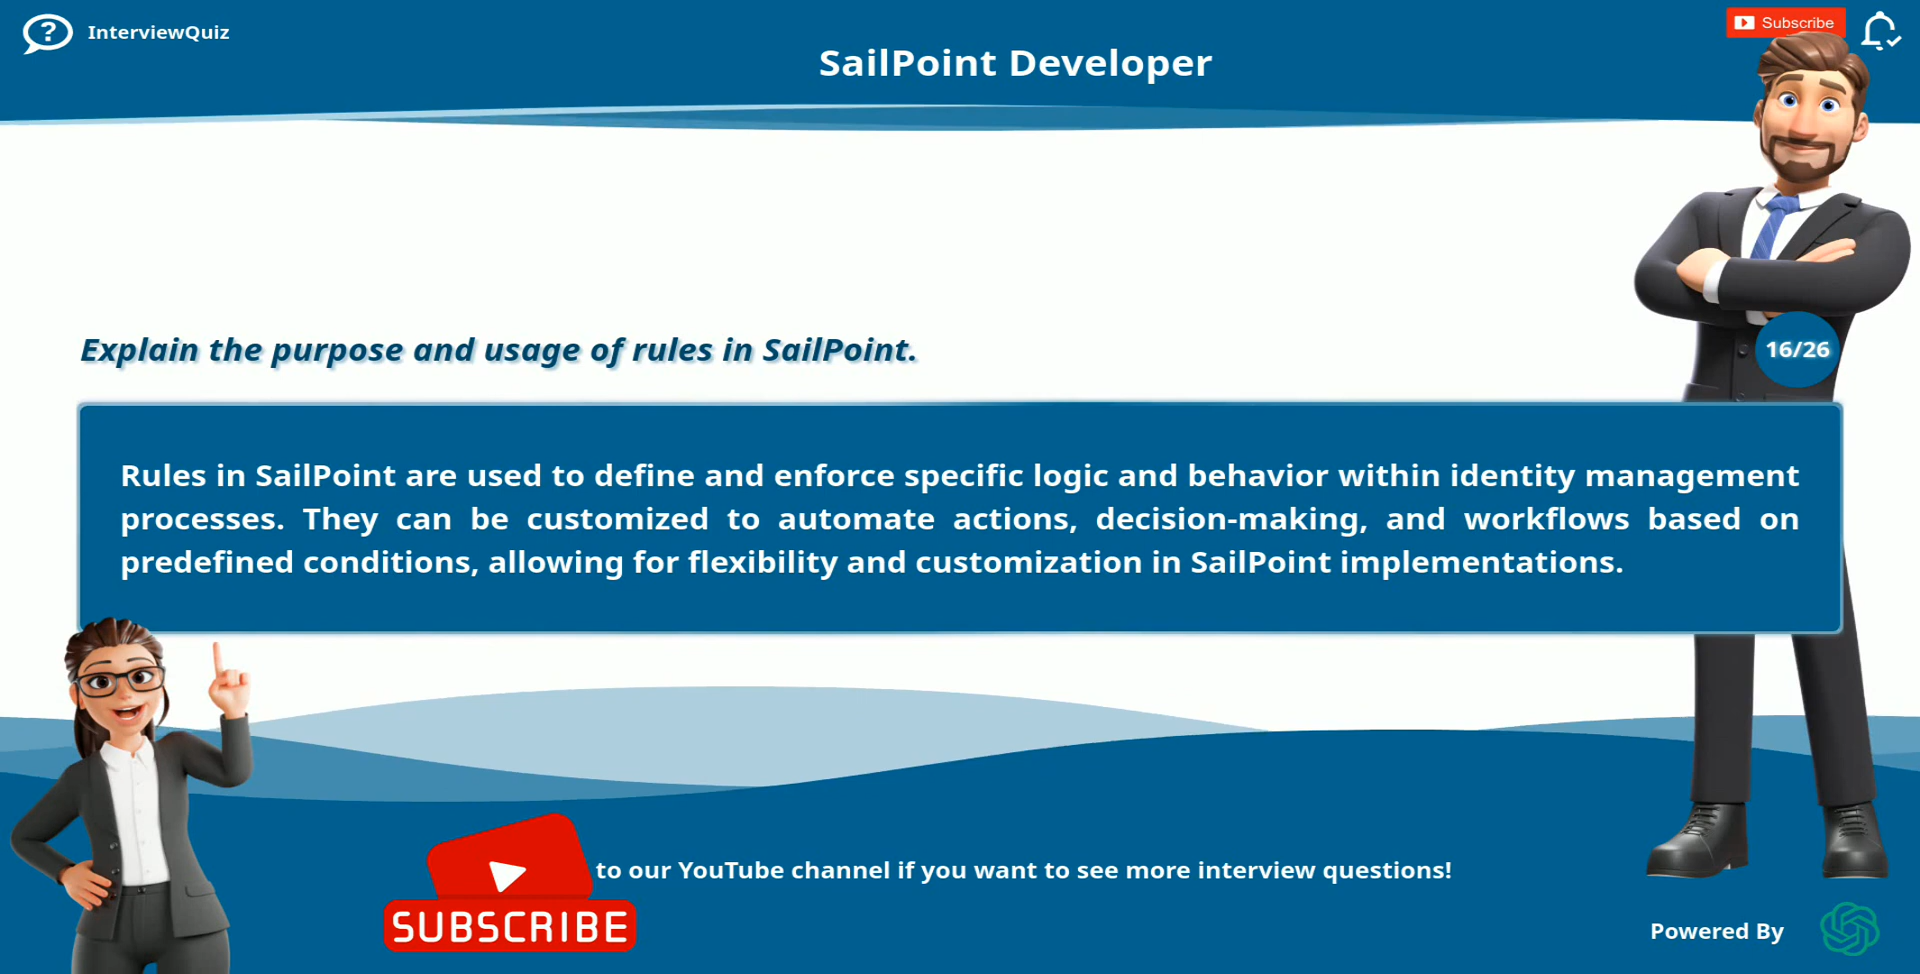 InterviewQuiz
Subscribe
SailPoint Developer
Explain the purpose and usage of rules in SailPoint.
16/26
Rules in SailPoint are used to define and enforce specific logic and behavior within identity management
processes. They can be customized to automate actions, decision-making, and workflows based on
predefined conditions, allowing for flexibility and customization in SailPoint implementations.
to our YouTube channel if you want to see more interview questions!
SUBSCRIBE
Powered By